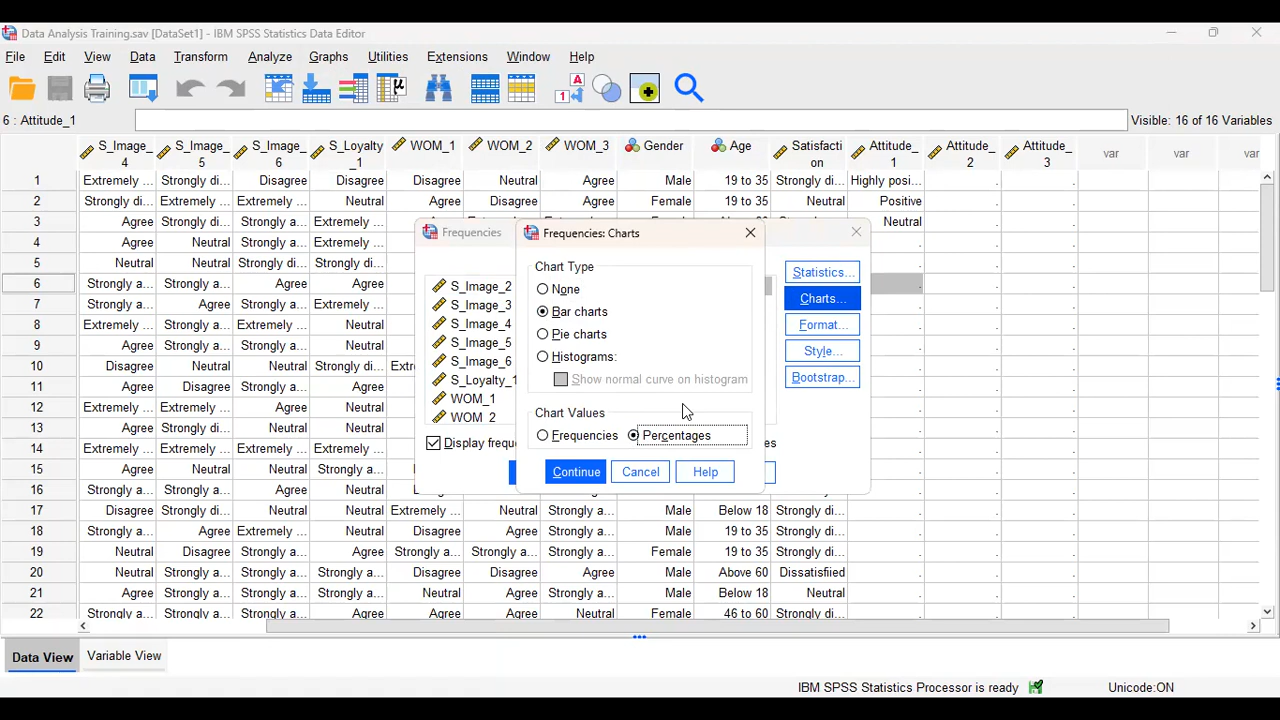 Data Analysis Training.sav [DataSet1] - IBM SPSS Statistics Data Editor
File Edit View Data Transform Analyze Graphs Utilities Extensions Window Help
6 : Attitude_1 Visible: 16 of 16 Variables
S_Image_4 S_Image_5 S_Image_6 S_Loyalty_1 WOM_1 WOM_2 WOM_3 Gender Age Satisfaction Attitude_1 Attitude_2 Attitude_3 var var var
1 Extremely ... Strongly di... Disagree Disagree Disagree Neutral Agree Male 19 to 35 Strongly di... Highly posi... . .
2 Strongly di... Extremely ... Extremely ... Neutral Agree Disagree Agree Female 19 to 35 Neutral Positive . .
3 Agree Strongly di... Agree Extremely ... Neutral . .
4 Agree Neutral Strongly a... Extremely ... . . .
5 Neutral Neutral Strongly di... Strongly di... . . .
6 Strongly a... Strongly a... Agree Agree . . .
7 Strongly a... Agree Strongly a... Extremely ... . . .
8 Extremely ... Strongly a... Extremely ... Neutral . . .
9 Agree Strongly a... Strongly a... Agree . . .
10 Disagree Neutral Strongly a... Extremely ... . . .
11 Agree Disagree Strongly a... Agree . . .
12 Extremely ... Extremely ... Agree Extremely ... . . .
13 Extremely ... Agree Neutral Strongly a... . . .
14 Extremely ... Extremely ... Neutral Neutral . . .
16 Strongly a... Agree Strongly a... Neutral . . .
17 Disagree Strongly di... Neutral Neutral Extremely ... Neutral Strongly a... Male Below 18 Strongly di... . . .
18 Strongly a... Agree Extremely ... Neutral Disagree Agree Strongly a... Male 19 to 35 Strongly di... . . .
19 Neutral Disagree Strongly a... Agree Strongly a... Strongly a... Strongly a... Female 19 to 35 Strongly di... . . .
20 Neutral Strongly a... Strongly a... Strongly a... Disagree Disagree Agree Male Above 60 Dissatisfiied . . .
21 Agree Strongly a... Strongly a... Strongly a... Neutral Agree Strongly a... Male Below 18 Neutral . . .
22 Strongly a... Strongly a... Agree Agree Agree Neutral Female 46 to 60 Strongly di... . . .
Frequencies
S_Image_2
S_Image_3
S_Image_4
S_Image_5
S_Image_6
S_Loyalty_1
WOM_1
WOM_2
Display frequ
Frequencies: Charts
Chart Type
None
Bar charts
Pie charts
Histograms:
Show normal curve on histogram
Chart Values
Frequencies Percentages
Continue Cancel Help
Statistics...
Charts...
Format...
Style...
Bootstrap...
Data View Variable View
IBM SPSS Statistics Processor is ready Unicode:ON